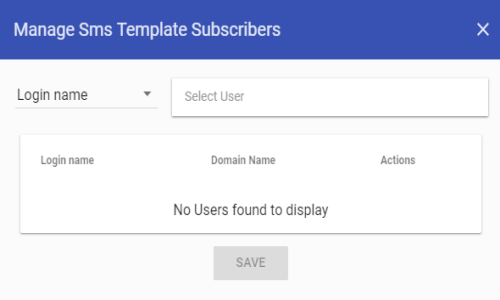 Manage Sms Template Subscribers
Login name
Select User
Login name Domain Name Actions
No Users found to display
SAVE